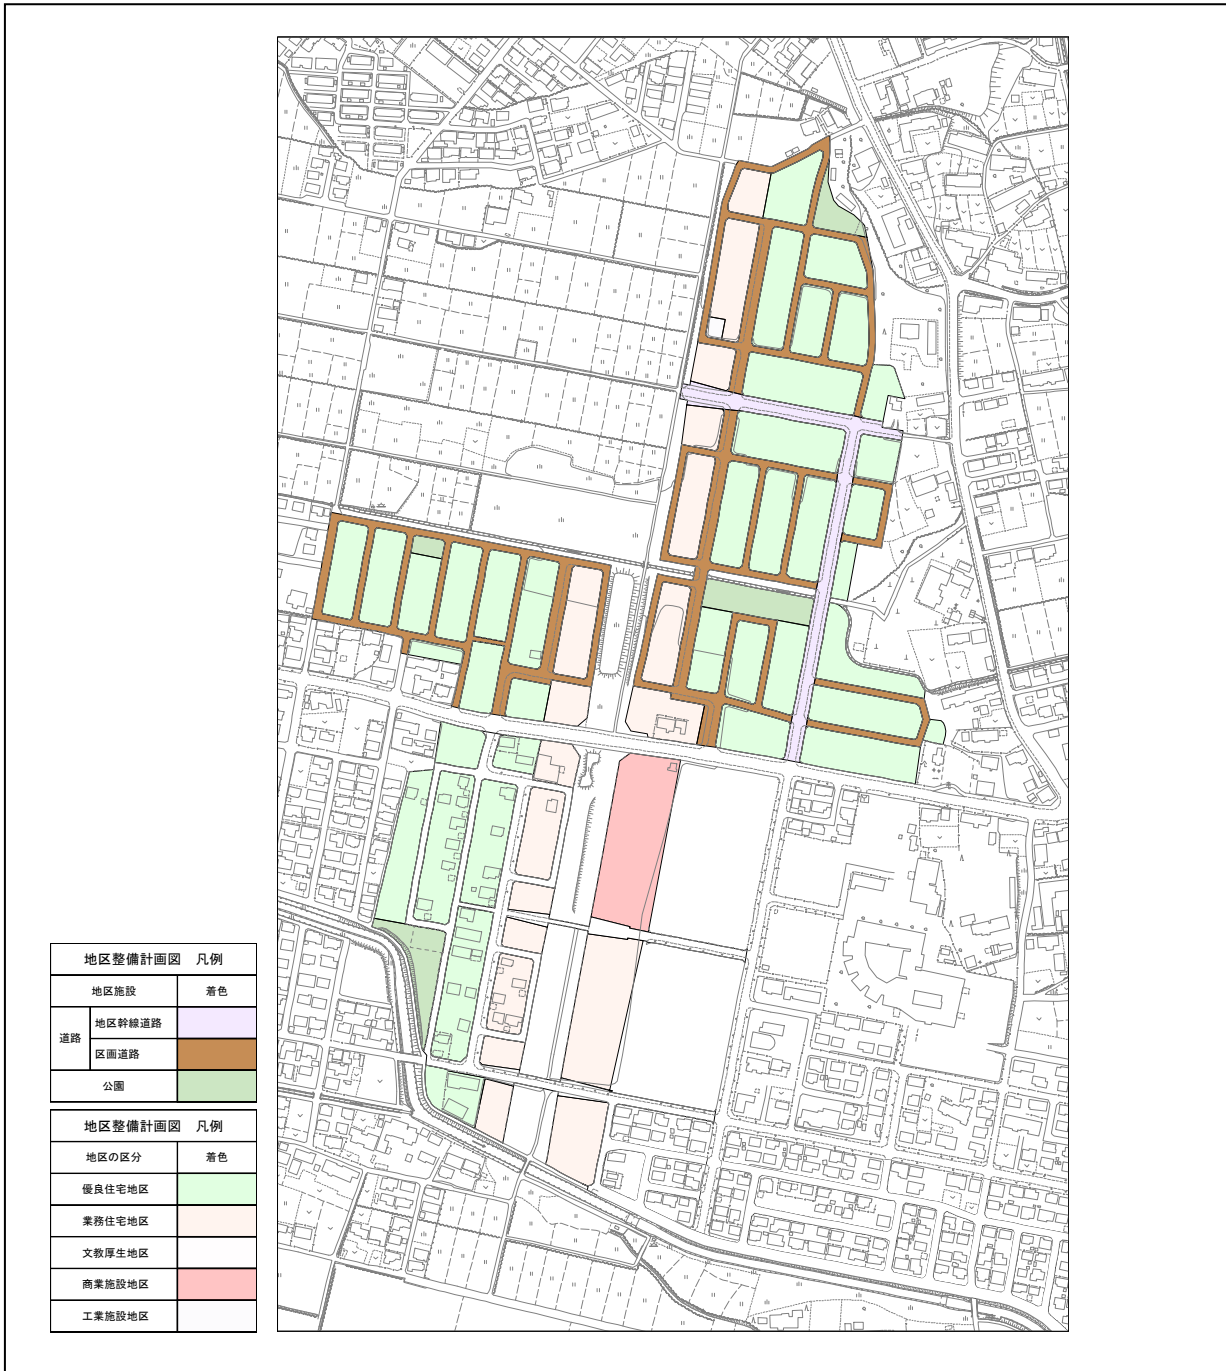 地区整備計画図　凡例
地区施設 着色
道路 地区幹線道路
区画道路
公園
地区整備計画図　凡例
地区の区分 着色
優良住宅地区
業務住宅地区
文教厚生地区
商業施設地区
工業施設地区